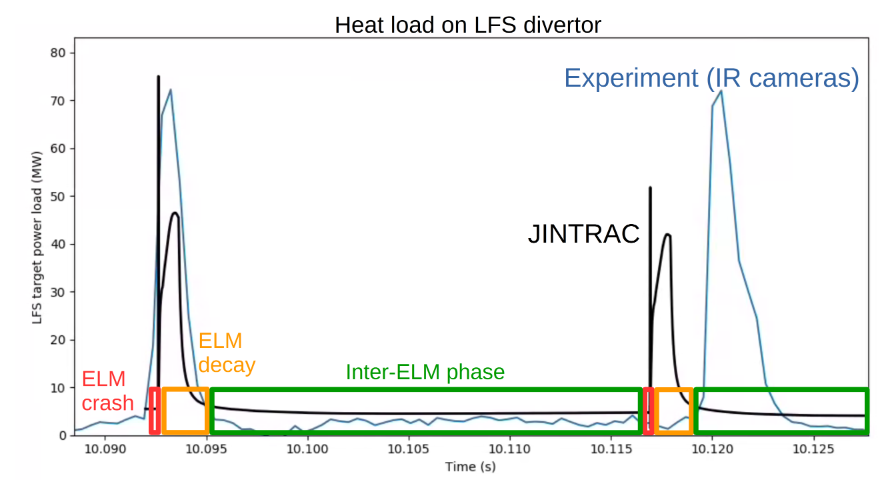 Heat load on LFS divertor
Experiment (IR cameras)
JINTRAC
ELM
decay
ELM
crash
Inter-ELM phase
LFS target power load (MW)
80
70
60
50
40
30
20
10
0
10.090
10.095
10.100
10.105
10.110
10.115
10.120
10.125
Time (s)